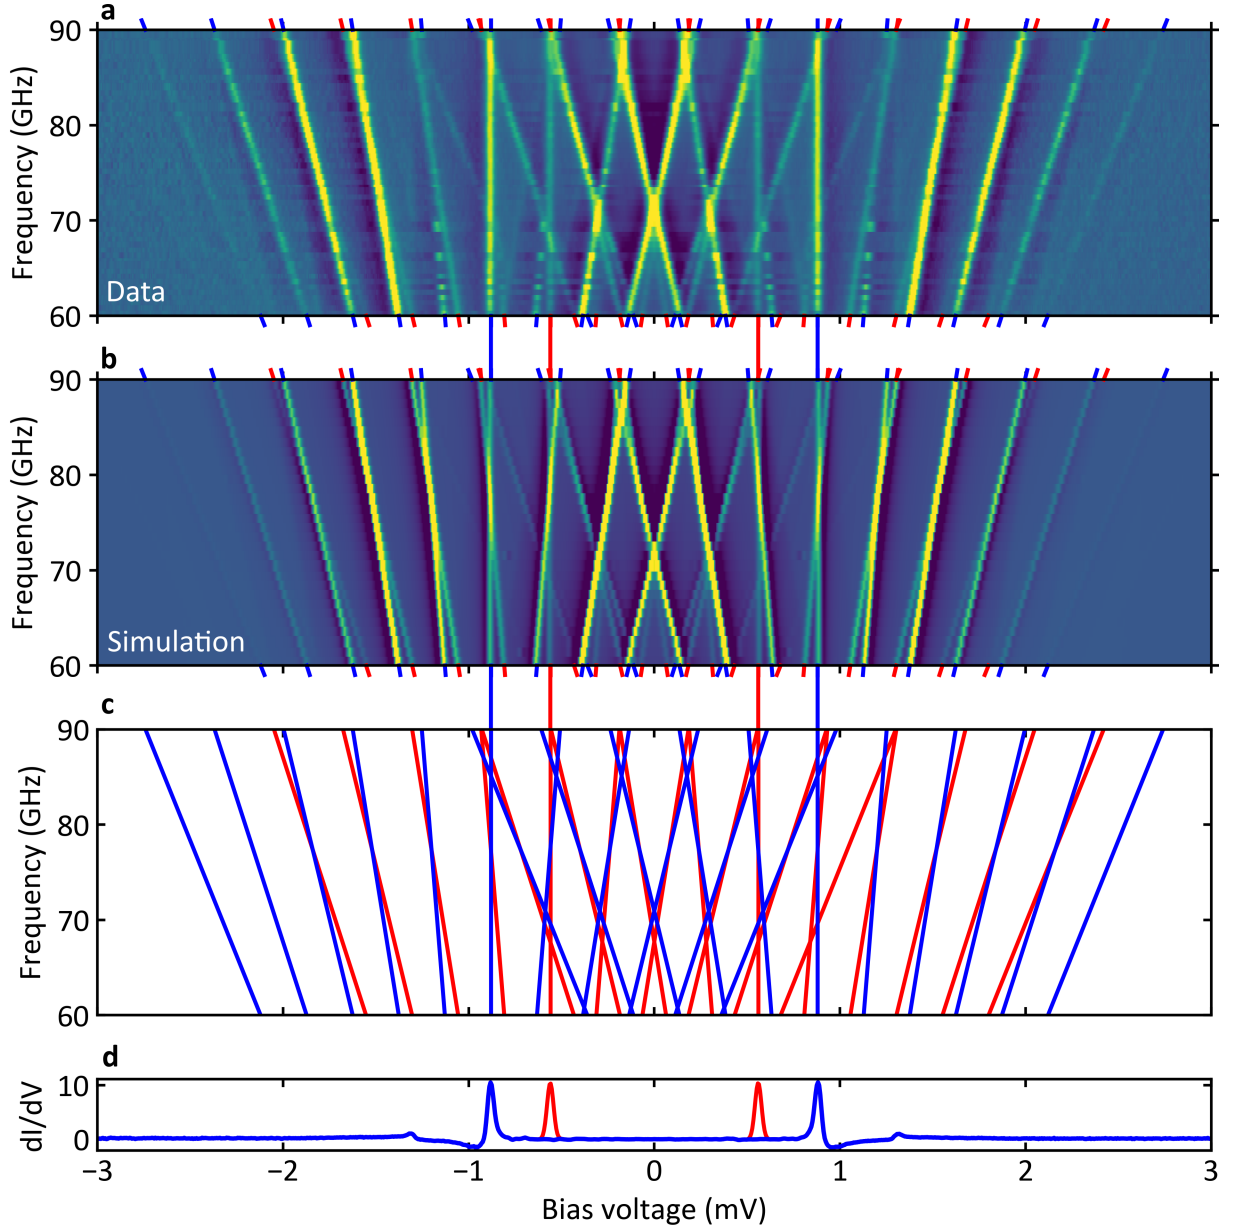 a
90
80
70
60
Frequency (GHz)
Data
b
90
80
70
60
Frequency (GHz)
Simulation
c
90
80
70
60
Frequency (GHz)
d
10
0
dI/dV
−3 −2 −1 0 1 2 3
Bias voltage (mV)